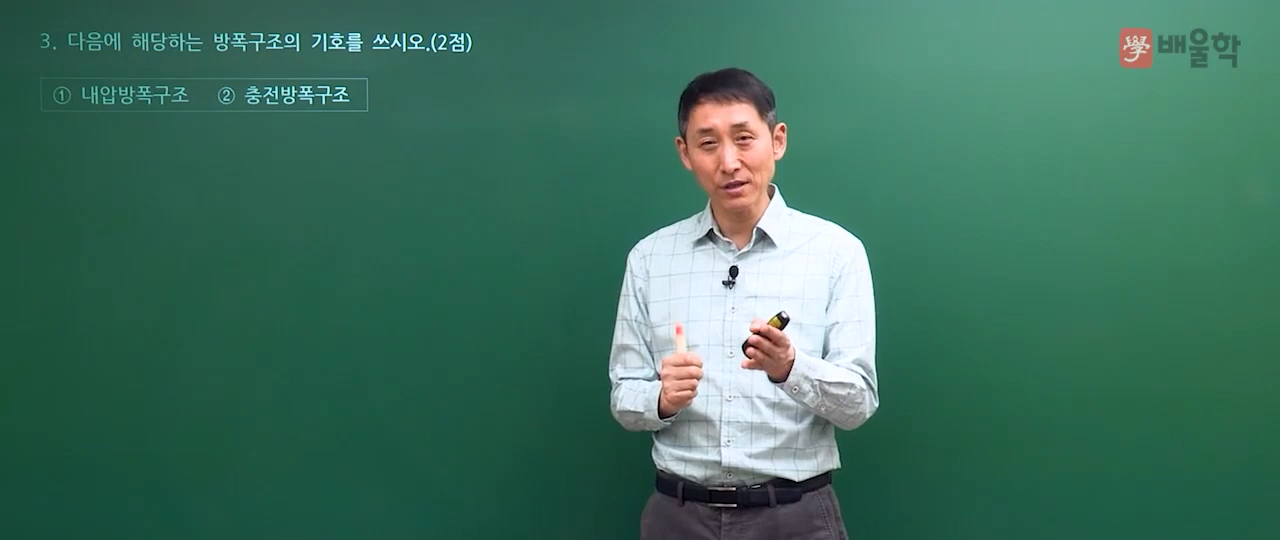 3. 다음에 해당하는 방폭구조의 기호를 쓰시오.(2점)
學 배울학
① 내압방폭구조 ② 충전방폭구조